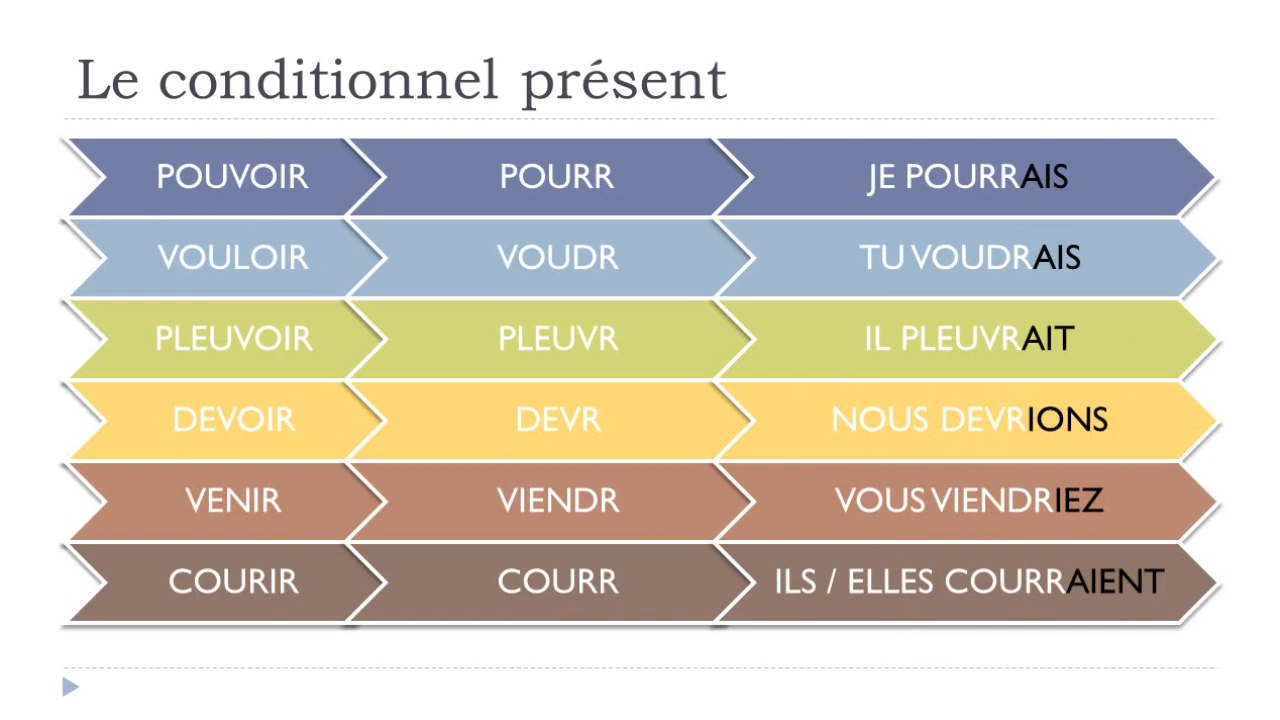 Le conditionnel présent
POUVOIR POURR JE POURRAIS
VOULOIR VOUDR TU VOUDRAIS
PLEUVOIR PLEUVR IL PLEUVRAIT
DEVOIR DEVR NOUS DEVRIONS
VENIR VIENDR VOUS VIENDRIEZ
COURIR COURR ILS / ELLES COURRAIENT